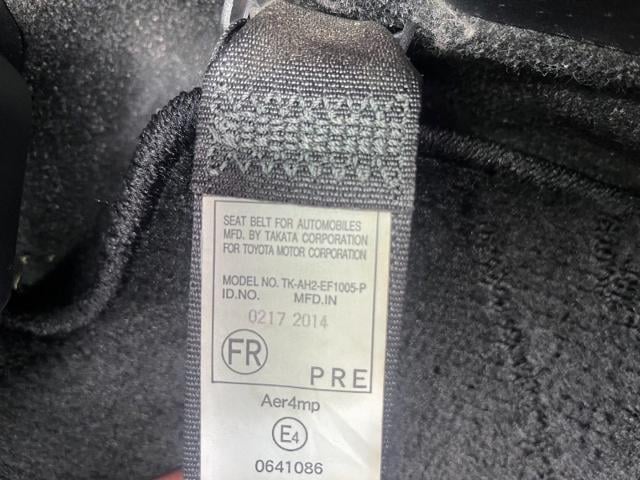 SEAT BELT FOR AUTOMOBILES
MFD. BY TAKATA CORPORATION
FOR TOYOTA MOTOR CORPORATION
MODEL NO. TK-AH2-EF1005-P
ID.NO. MFD.IN
0217 2014
FR
PRE
Aer4mp
E4
0641086